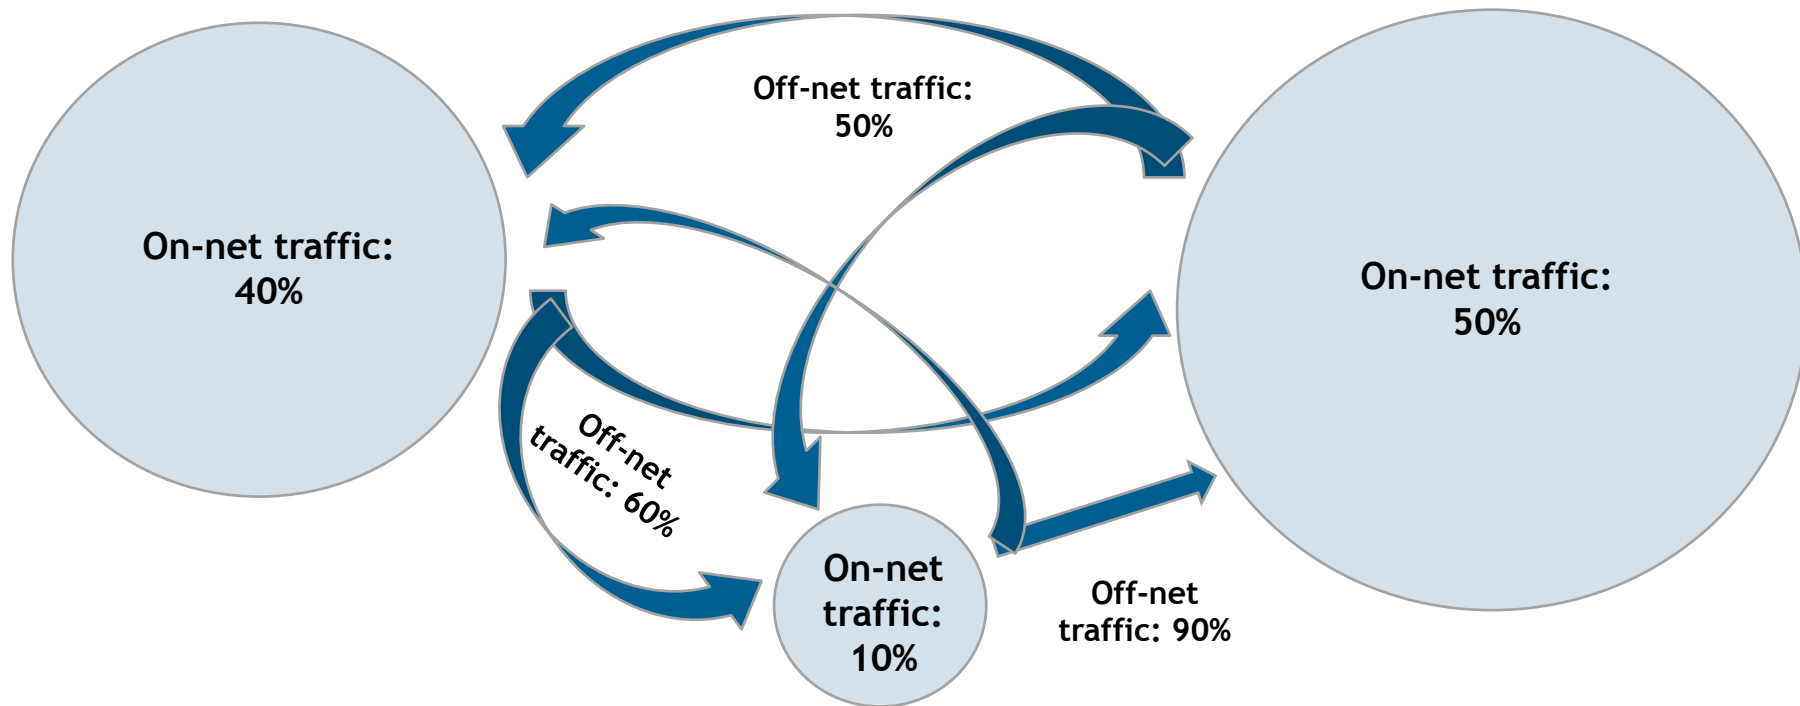 Off-net traffic:
50%
On-net traffic:
40%
On-net traffic:
50%
Off-net
traffic: 60%
On-net
traffic:
10%
Off-net
traffic: 90%